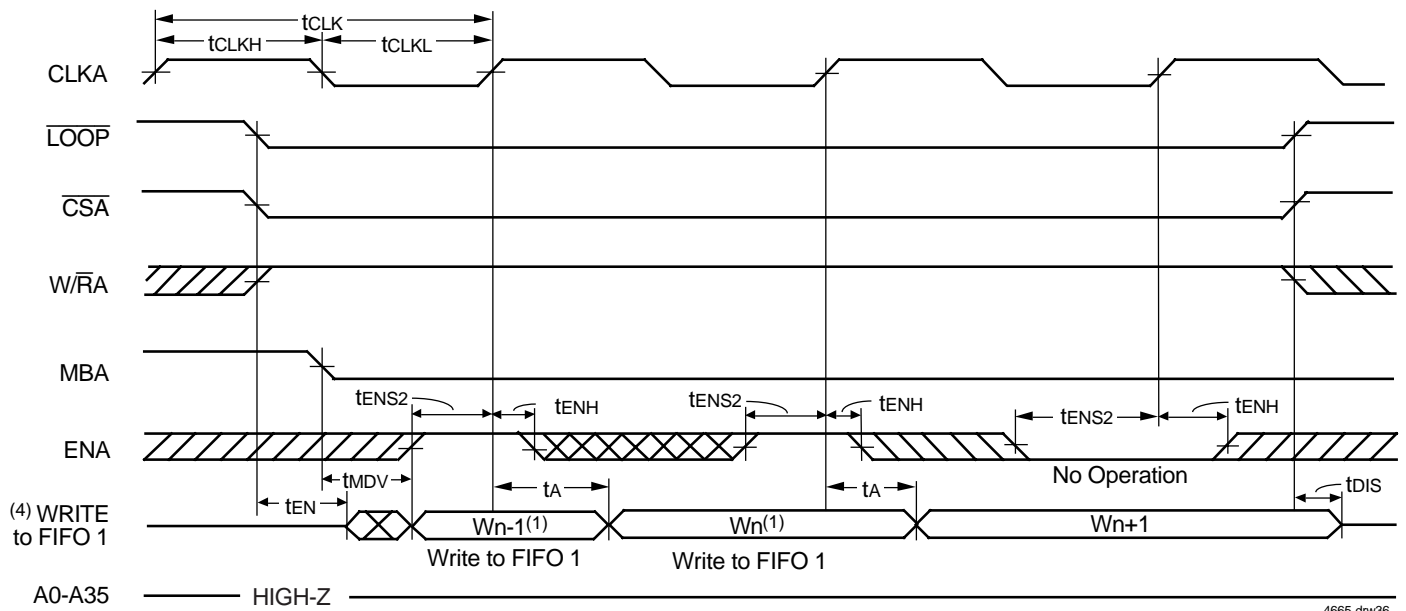 tCLK
tCLKH
tCLKL
CLKA
LOOP
CSA
W/RA
MBA
tENS2
tENH
tENS2
tENH
tENS2
tENH
ENA
No Operation
tMDV
tEN
tA
tA
tDIS
(4) WRITE
to FIFO 1
Wn-1(1)
Wn(1)
Wn+1
Write to FIFO 1
Write to FIFO 1
A0-A35
HIGH-Z
4665 drw36